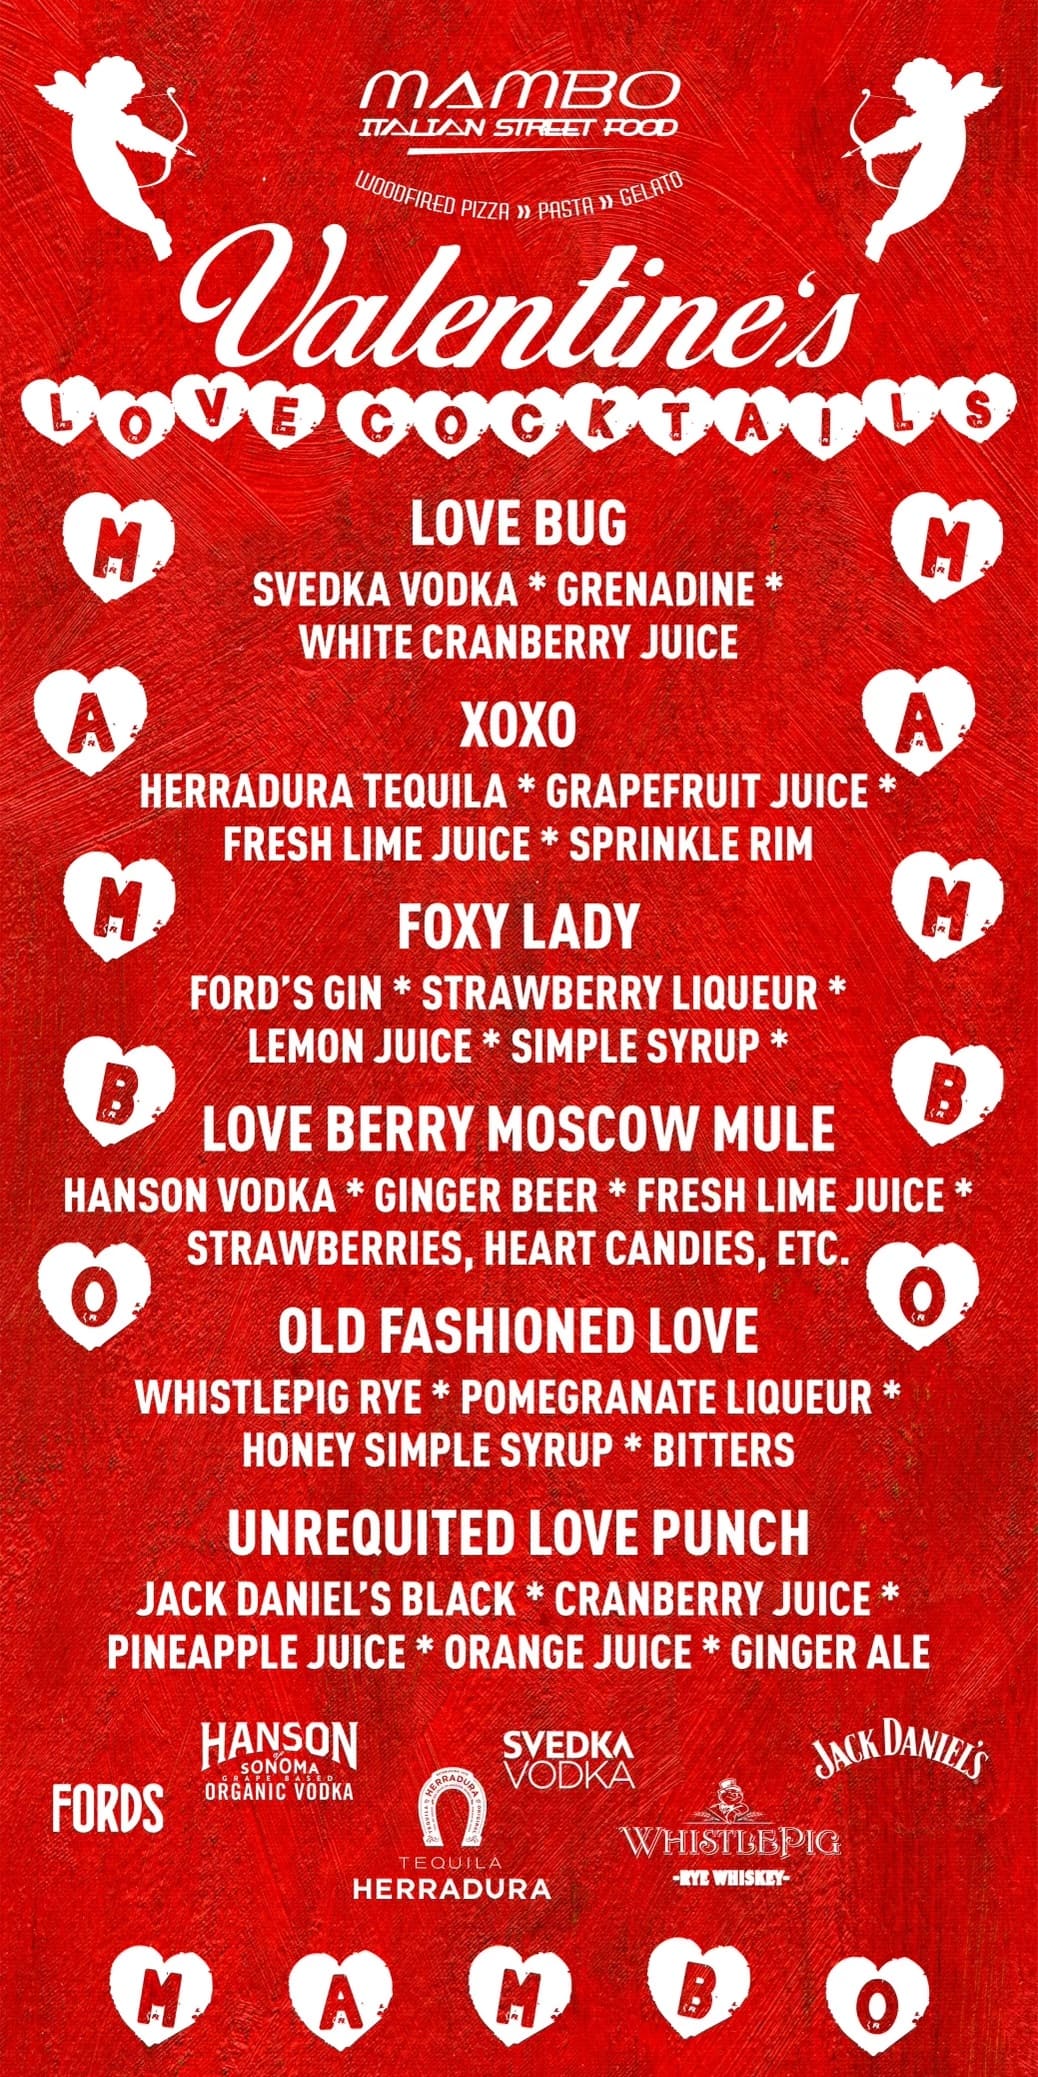 MAMBO
ITALIAN STREET FOOD
WOODFIRED PIZZA » PASTA » GELATO
Valentine's
LOVE COCKTAILS
LOVE BUG
SVEDKA VODKA * GRENADINE *
WHITE CRANBERRY JUICE
XOXO
HERRADURA TEQUILA * GRAPEFRUIT JUICE *
FRESH LIME JUICE * SPRINKLE RIM
FOXY LADY
FORD'S GIN * STRAWBERRY LIQUEUR *
LEMON JUICE * SIMPLE SYRUP *
LOVE BERRY MOSCOW MULE
HANSON VODKA * GINGER BEER * FRESH LIME JUICE *
STRAWBERRIES, HEART CANDIES, ETC.
OLD FASHIONED LOVE
WHISTLEPIG RYE * POMEGRANATE LIQUEUR *
HONEY SIMPLE SYRUP * BITTERS
UNREQUITED LOVE PUNCH
JACK DANIEL'S BLACK * CRANBERRY JUICE *
PINEAPPLE JUICE * ORANGE JUICE * GINGER ALE
MAMBO
MAMBO
FORDS
HANSON
of
SONOMA
GRAPE BASED
ORGANIC VODKA
HERRADURA
TEQUILA
HERRADURA
SVEDKA
VODKA
WHISTLEPIG
-RYE WHISKEY-
JACK DANIEL'S
MAMBO